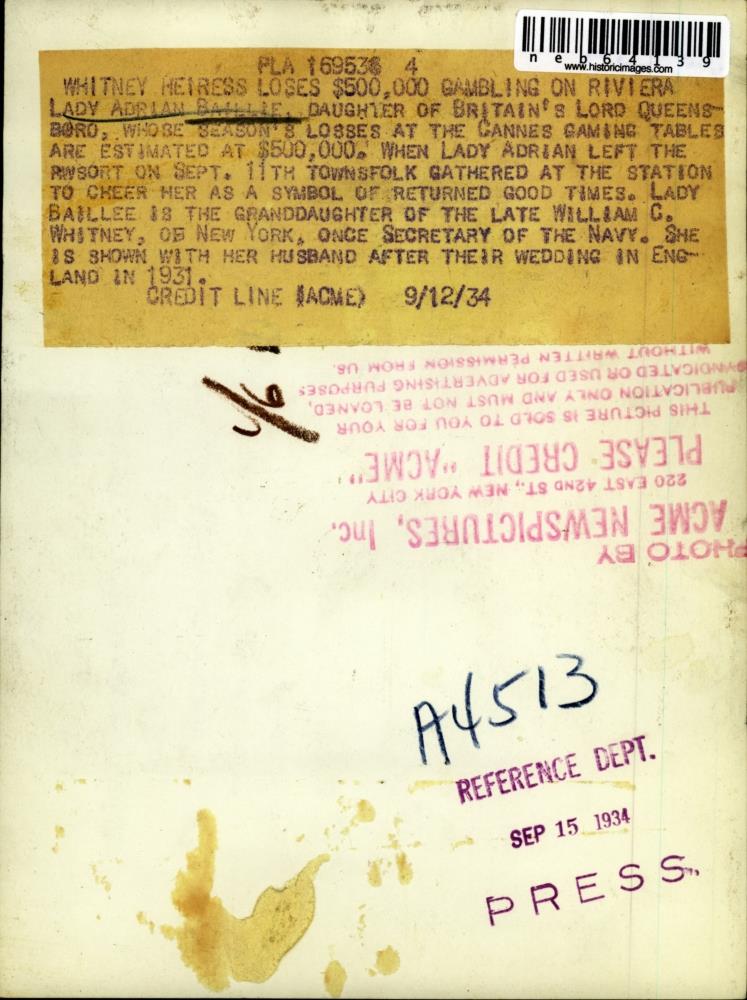 neb64139
www.historicimages.com
PLA 169536 4
WHITNEY HEIRESS LOSES $500,000 GAMBLING ON RIVIERA
LADY ADRIAN BAILLIE, DAUGHTER OF BRITAIN'S LORD QUEENS-
BORO, WHOSE SEASON'S LOSSES AT THE CANNES GAMING TABLES
ARE ESTIMATED AT $500,000. WHEN LADY ADRIAN LEFT THE
RWSORT ON SEPT. 11TH TOWNSFOLK GATHERED AT THE STATION
TO CHEER HER AS A SYMBOL OF RETURNED GOOD TIMES. LADY
BAILLEE IS THE GRANDDAUGHTER OF THE LATE WILLIAM C.
WHITNEY, OF NEW YORK, ONCE SECRETARY OF THE NAVY. SHE
IS SHOWN WITH HER HUSBAND AFTER THEIR WEDDING IN ENG-
LAND IN 1931.
CREDIT LINE (ACME) 9/12/34
PHOTO BY
ACME NEWSPICTURES, Inc.
220 EAST 42ND ST., NEW YORK CITY
PLEASE CREDIT "ACME"
THIS PICTURE IS SOLD TO YOU FOR YOUR
PUBLICATION ONLY AND MUST NOT BE LOANED,
SYNDICATED OR USED FOR ADVERTISING PURPOSES
WITHOUT WRITTEN PERMISSION FROM US.
A4513
REFERENCE DEPT.
SEP 15 1934
PRESS